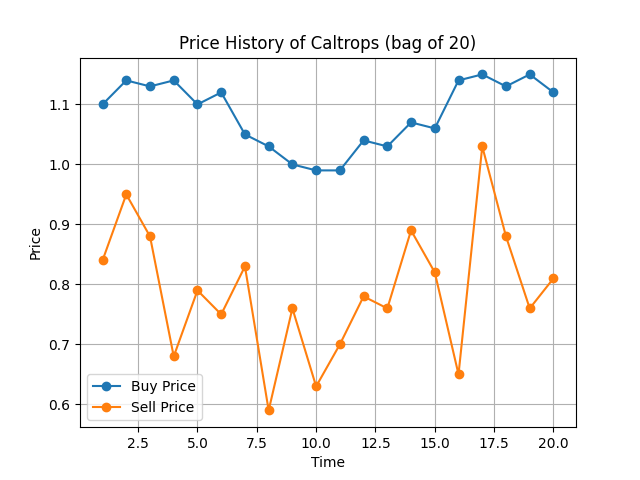 Price History of Caltrops (bag of 20)
Price
1.1
1.0
0.9
0.8
0.7
0.6
Buy Price
Sell Price
2.5 5.0 7.5 10.0 12.5 15.0 17.5 20.0
Time